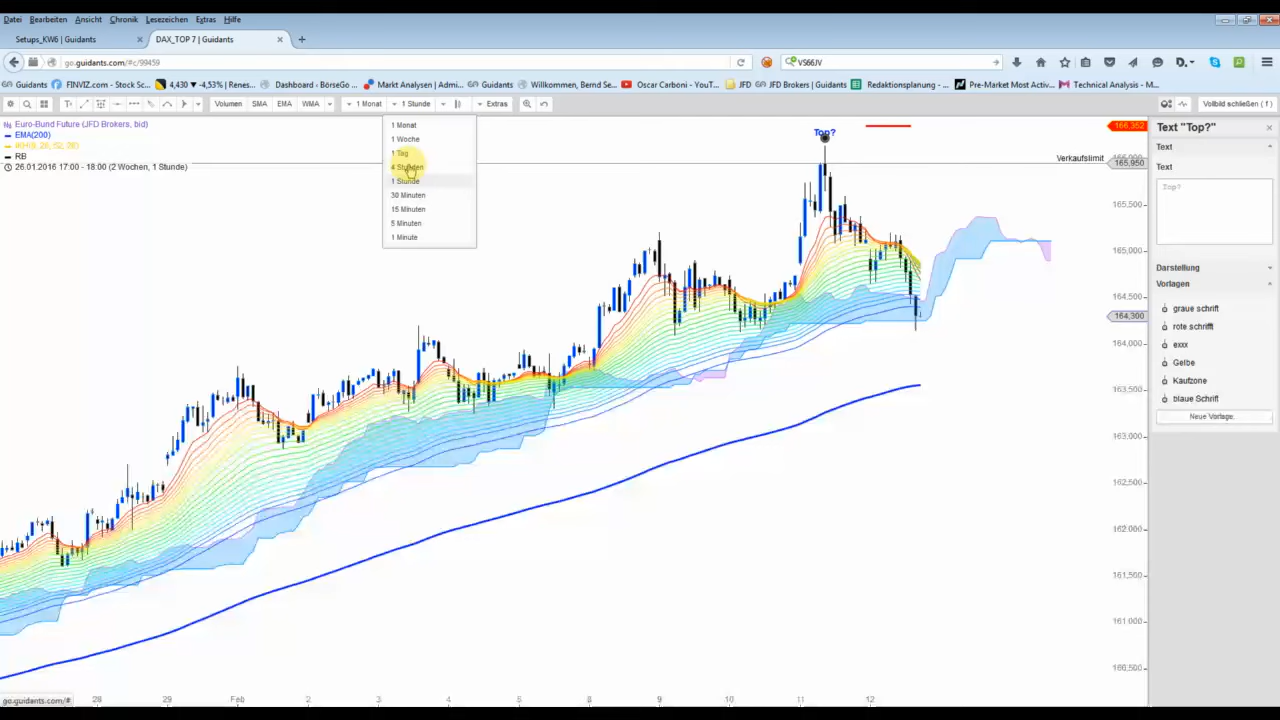 Datei Bearbeiten Ansicht Chronik Lesezeichen Extras Hilfe
Setups_KW6 | Guidants × DAX_TOP 7 | Guidants × +
go.guidants.com/#c/99459 VS66JV
Guidants FINVIZ.com - Stock Sc... 4,430 ▾ -4,53% | Renes... Dashboard ‹ BörseGo... Markt Analysen | Admi... Guidants Willkommen, Bernd Se... Oscar Carboni - YouT... JFD JFD Brokers | Guidants Redaktionsplanung - ... Pre-Market Most Activ... Technical Analysis - M...
Volumen SMA EMA WMA 1 Monat 1 Stunde Extras Vollbild schließen ( f )
Euro-Bund Future (JFD Brokers, bid)
EMA(200)
RB
26.01.2016 17:00 - 18:00 (2 Wochen, 1 Stunde)
1 Monat
1 Woche
1 Tag
4 Stunden
1 Stunde
30 Minuten
15 Minuten
5 Minuten
1 Minute
Top?
Verkaufslimit
166,352
165,950
165,500
165,000
164,500
164,300
164,000
163,500
163,000
162,500
162,000
161,500
161,000
160,500
28 29 Feb 2 3 4 5 8 9 10 11 12
go.guidants.com/#
Text "Top?" ×
Text
Text
Top?
Darstellung
Vorlagen
graue schrift
rote schrifft
exxx
Gelbe
Kaufzone
blaue Schrift
Neue Vorlage.